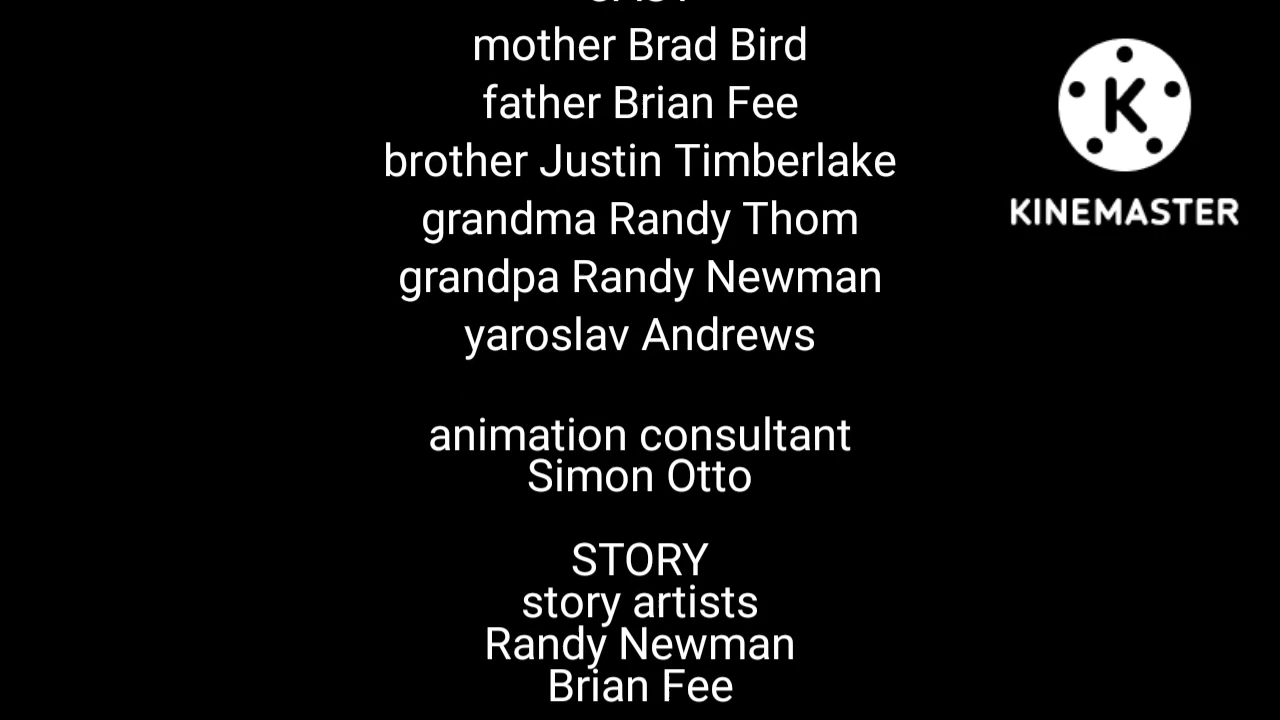 mother Brad Bird
father Brian Fee
brother Justin Timberlake
grandma Randy Thom
grandpa Randy Newman
yaroslav Andrews
animation consultant
Simon Otto
STORY
story artists
Randy Newman
Brian Fee
K
KINEMASTER